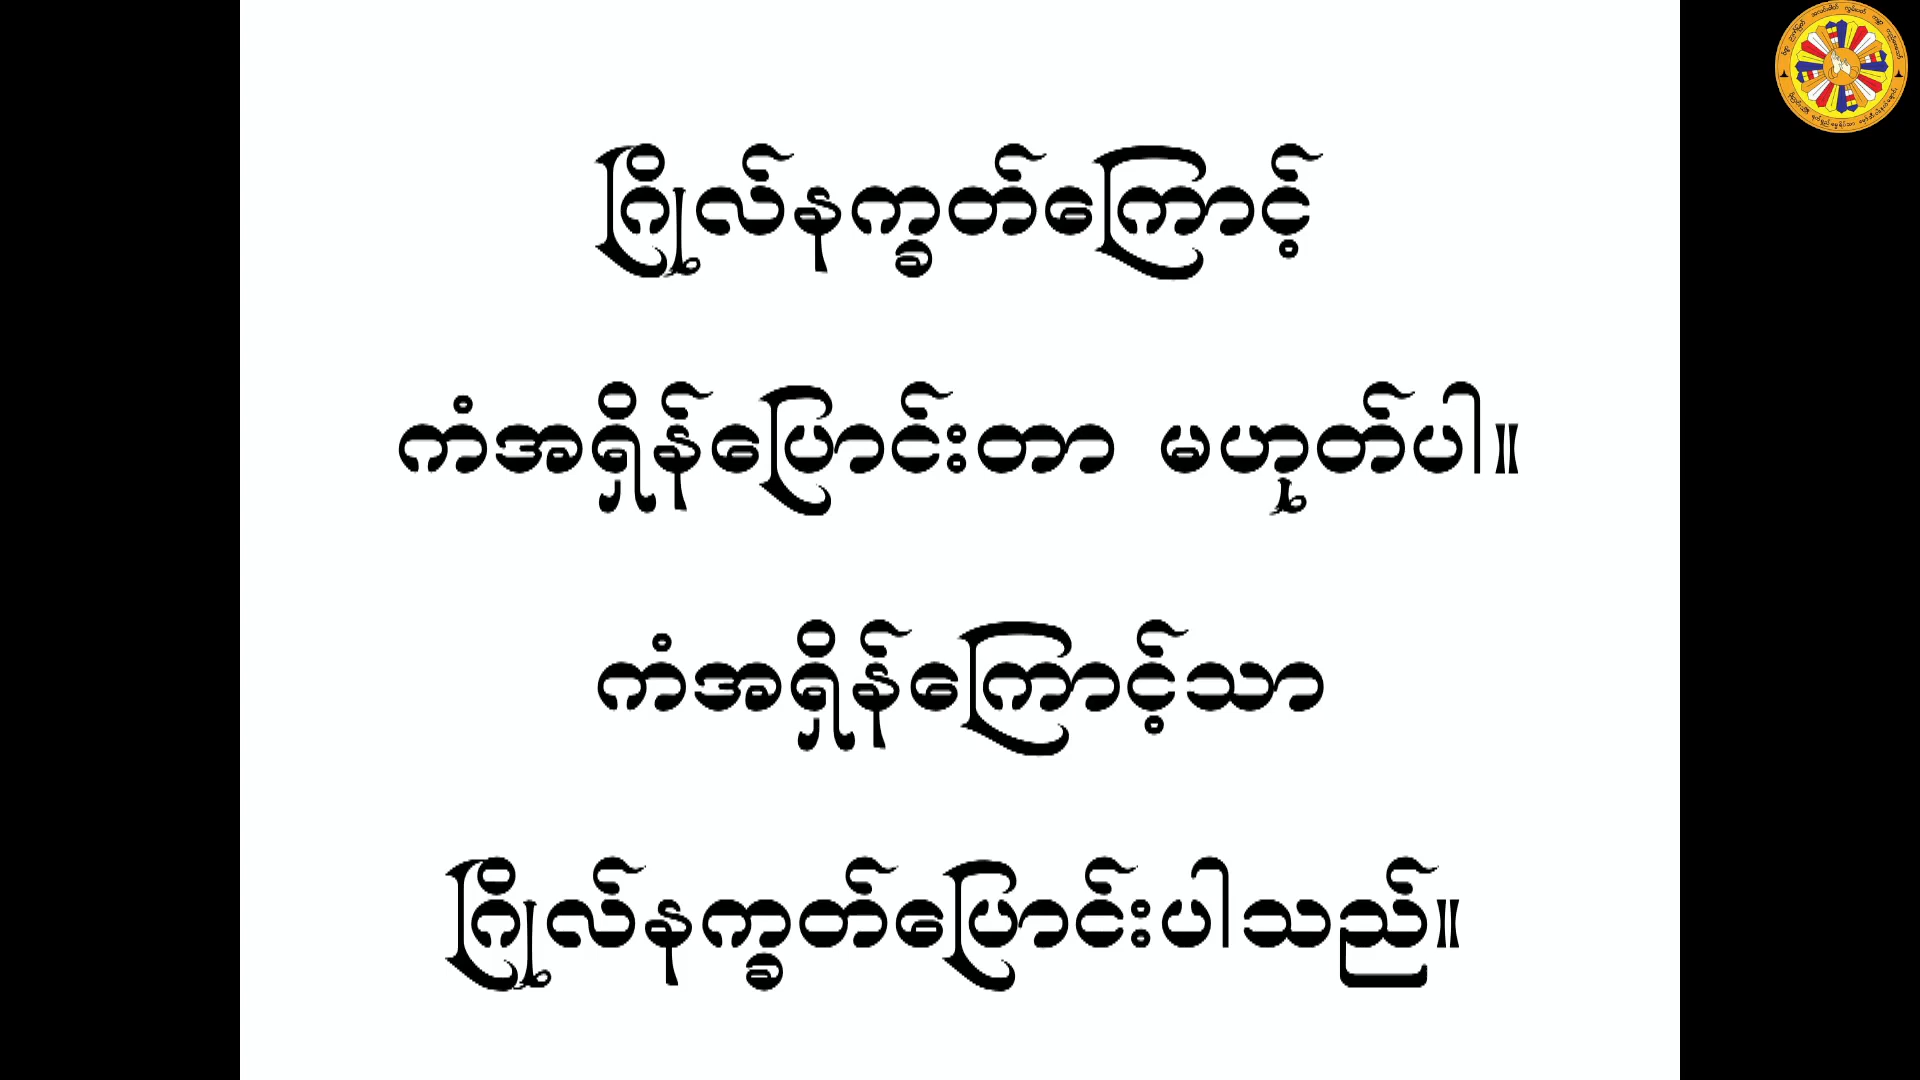 ဂြိုလ်နက္ခတ်ကြောင့်
ကံအရှိန်ပြောင်းတာ မဟုတ်ပါ။
ကံအရှိန်ကြောင့်သာ
ဂြိုလ်နက္ခတ်ပြောင်းပါသည်။